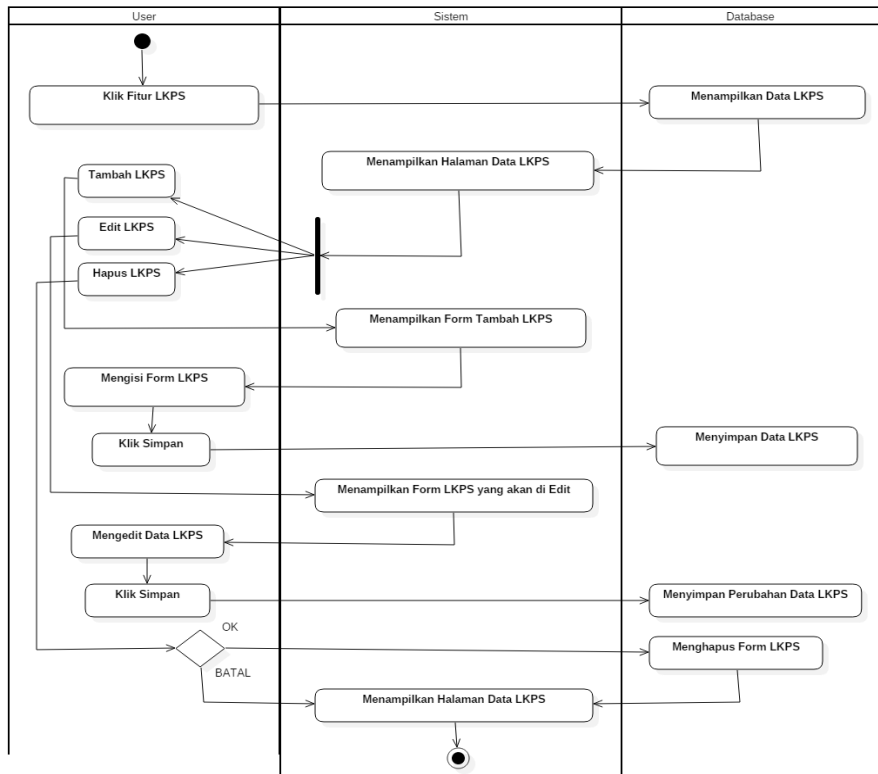 User
Sistem
Database
Klik Fitur LKPS
Menampilkan Data LKPS
Menampilkan Halaman Data LKPS
Tambah LKPS
Edit LKPS
Hapus LKPS
Menampilkan Form Tambah LKPS
Mengisi Form LKPS
Klik Simpan
Menyimpan Data LKPS
Menampilkan Form LKPS yang akan di Edit
Mengedit Data LKPS
Klik Simpan
Menyimpan Perubahan Data LKPS
OK
Menghapus Form LKPS
BATAL
Menampilkan Halaman Data LKPS